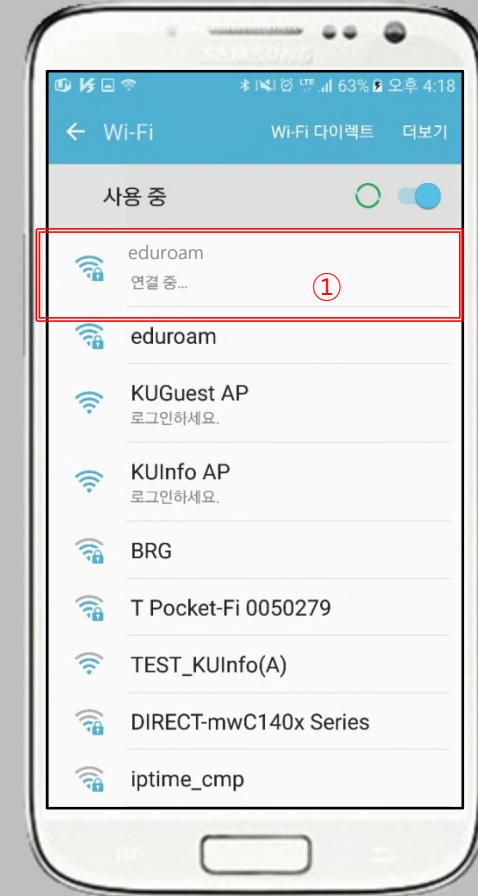 SAMSUNG
LTE 63% 오후 4:18
← Wi-Fi Wi-Fi 다이렉트 더보기
사용 중
eduroam
연결 중...
①
eduroam
KUGuest AP
로그인하세요.
KUInfo AP
로그인하세요.
BRG
T Pocket-Fi 0050279
TEST_KUInfo(A)
DIRECT-mwC140x Series
iptime_cmp